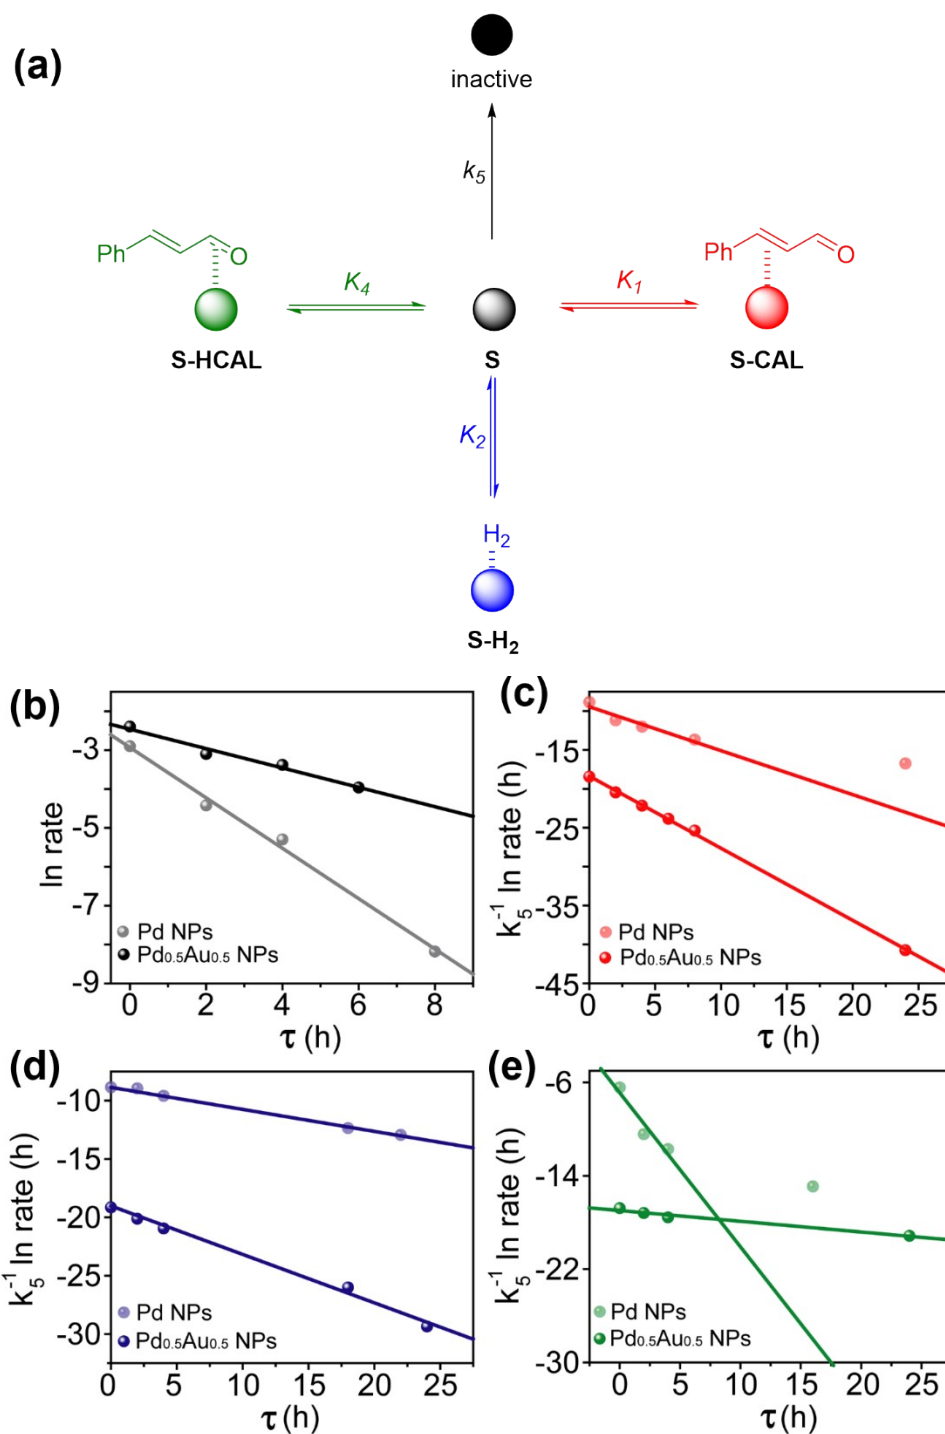 (a)
inactive
k5
Ph
O
K4
K1
Ph
O
S-HCAL
S
S-CAL
K2
H2
S-H2
(b)
ln rate
-3
-5
-7
-9
Pd NPs
Pd0.5Au0.5 NPs
0
2
4
6
8
τ (h)
(c)
k5-1 ln rate (h)
-15
-25
-35
-45
Pd NPs
Pd0.5Au0.5 NPs
0
5
10
15
20
25
τ (h)
(d)
k5-1 ln rate (h)
-10
-15
-20
-25
-30
Pd NPs
Pd0.5Au0.5 NPs
0
5
10
15
20
25
τ (h)
(e)
k5-1 ln rate (h)
-6
-14
-22
-30
Pd NPs
Pd0.5Au0.5 NPs
0
5
10
15
20
25
τ (h)